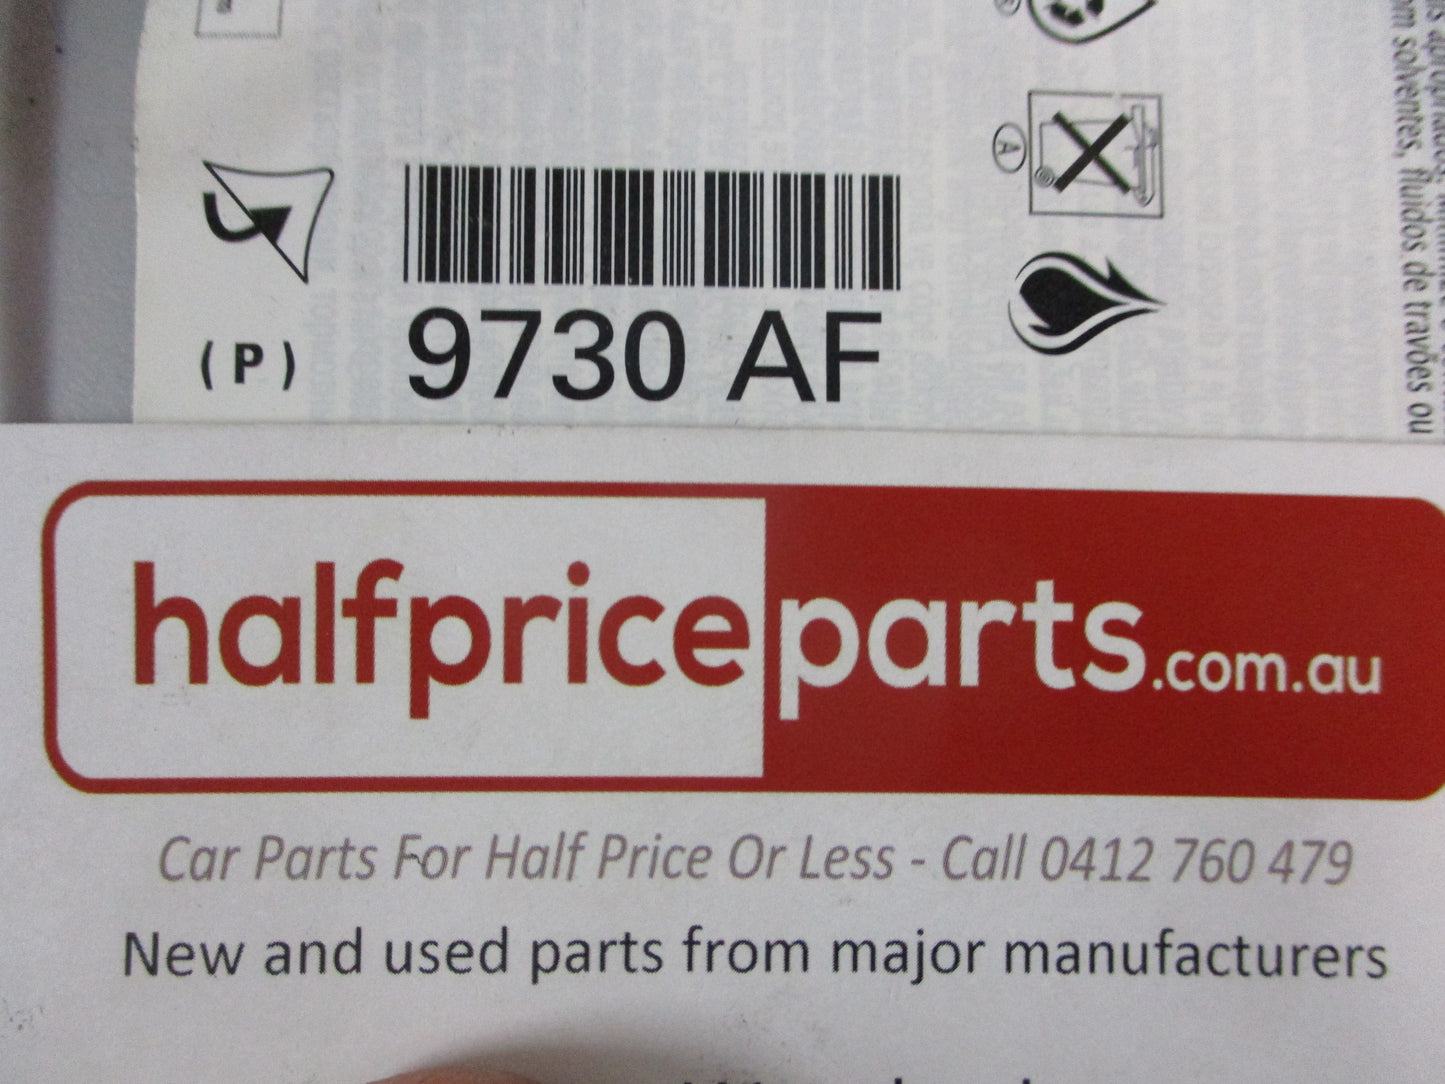 (P)
9730 AF
A
fluidos de travões ou
om solventes,
halfpriceparts.com.au
Car Parts For Half Price Or Less - Call 0412 760 479
New and used parts from major manufacturers